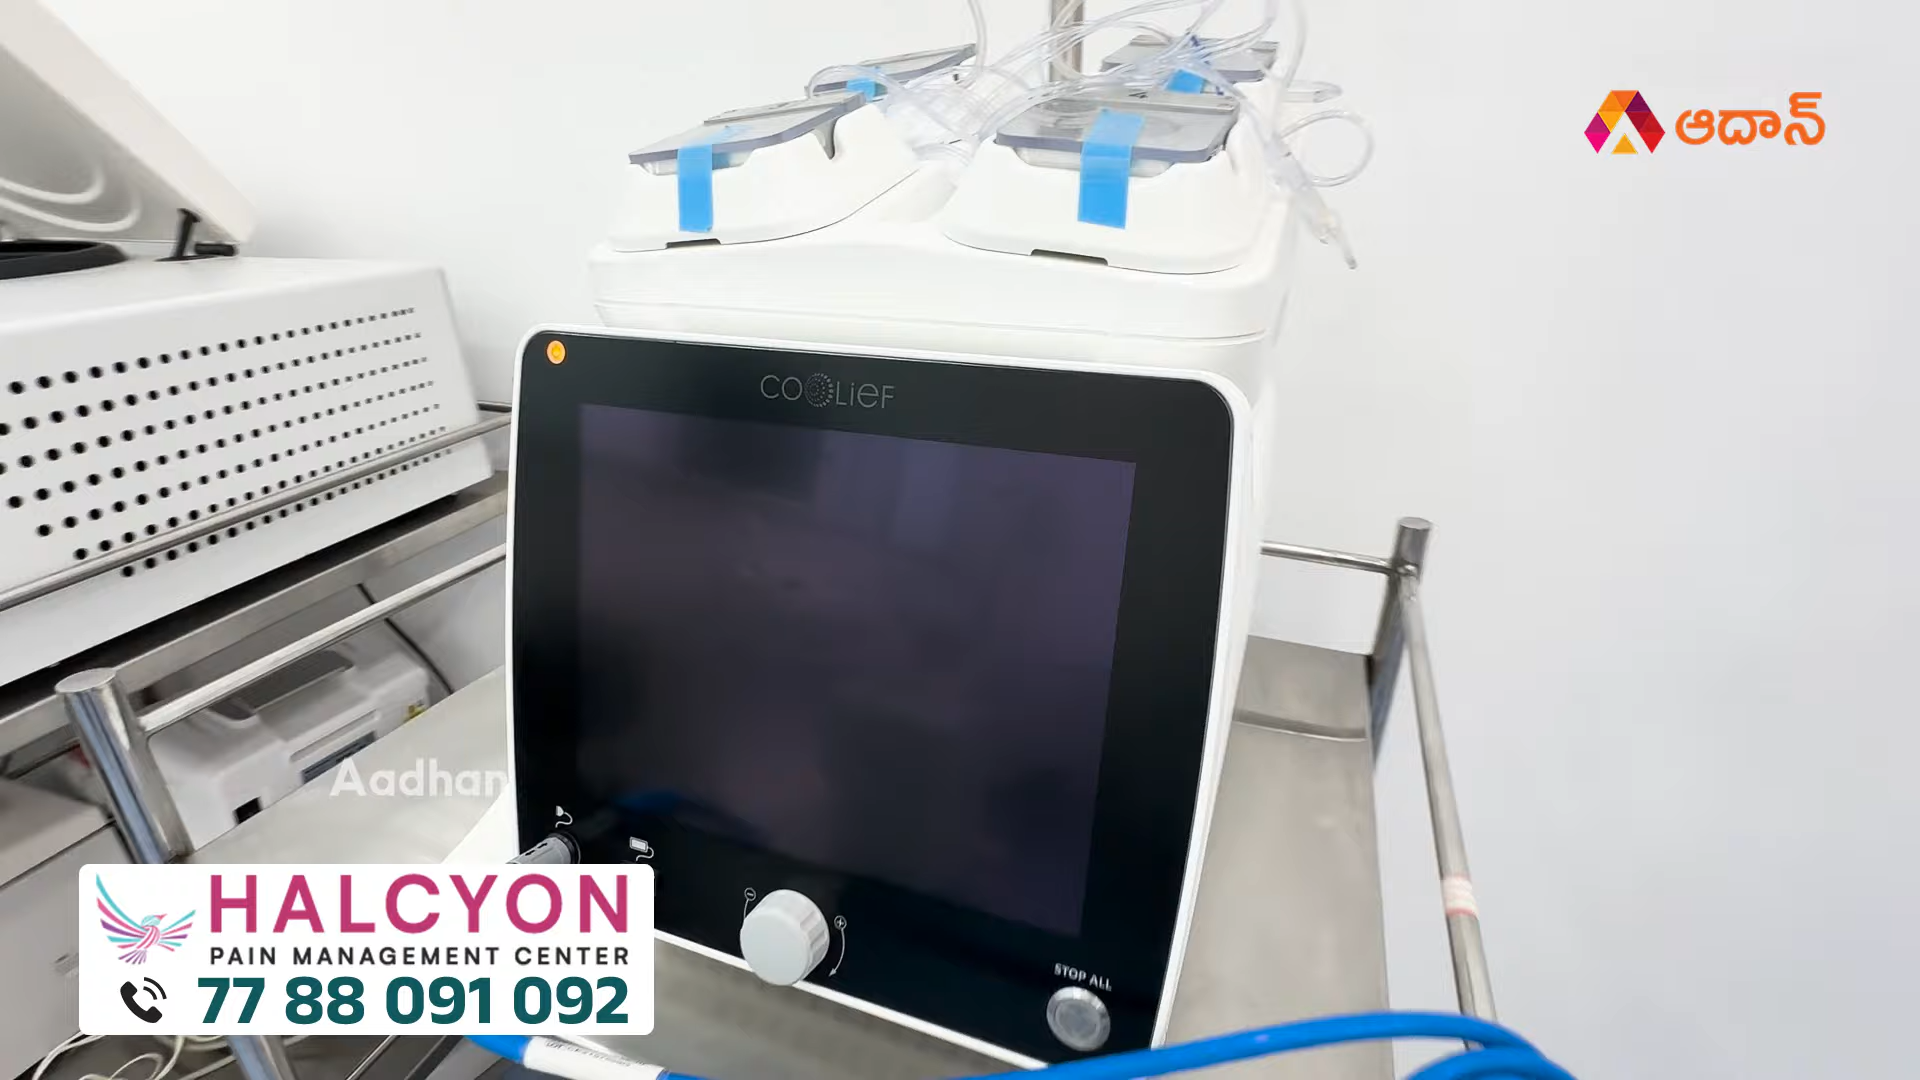 ఆదాన్
COOLIEF
Aadhan
STOP ALL
HALCYON
PAIN MANAGEMENT CENTER
77 88 091 092